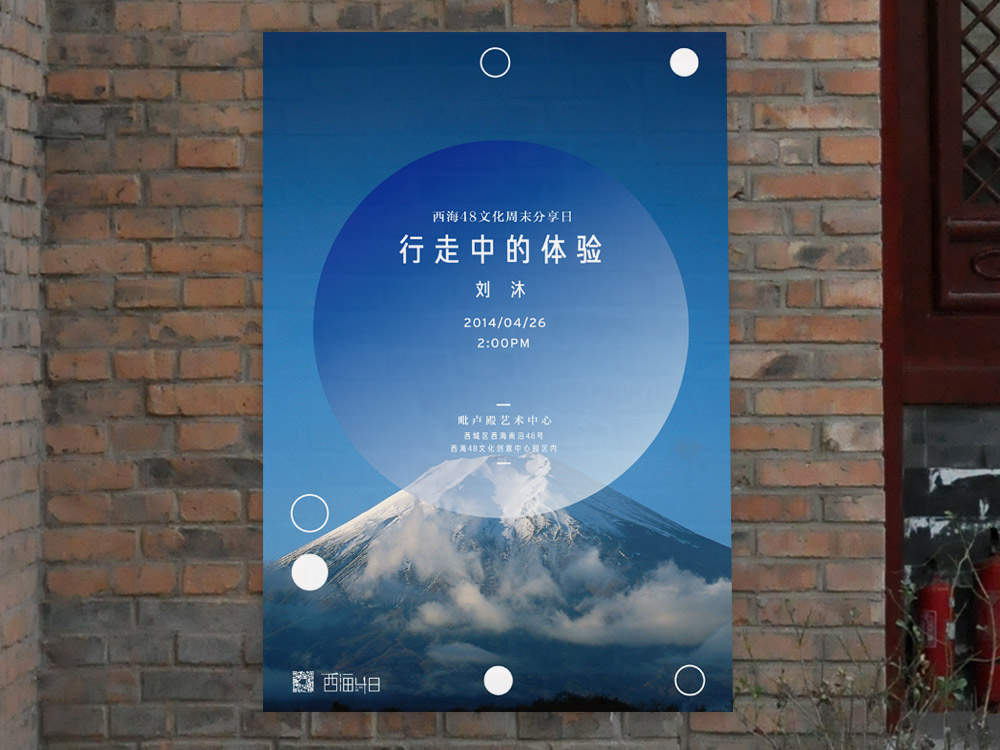 西海48文化周末分享日
行走中的体验
刘 沐
2014/04/26
2:00PM
毗卢殿艺术中心
西城区西海南沿48号
西海48文化创意中心园区内
西海48